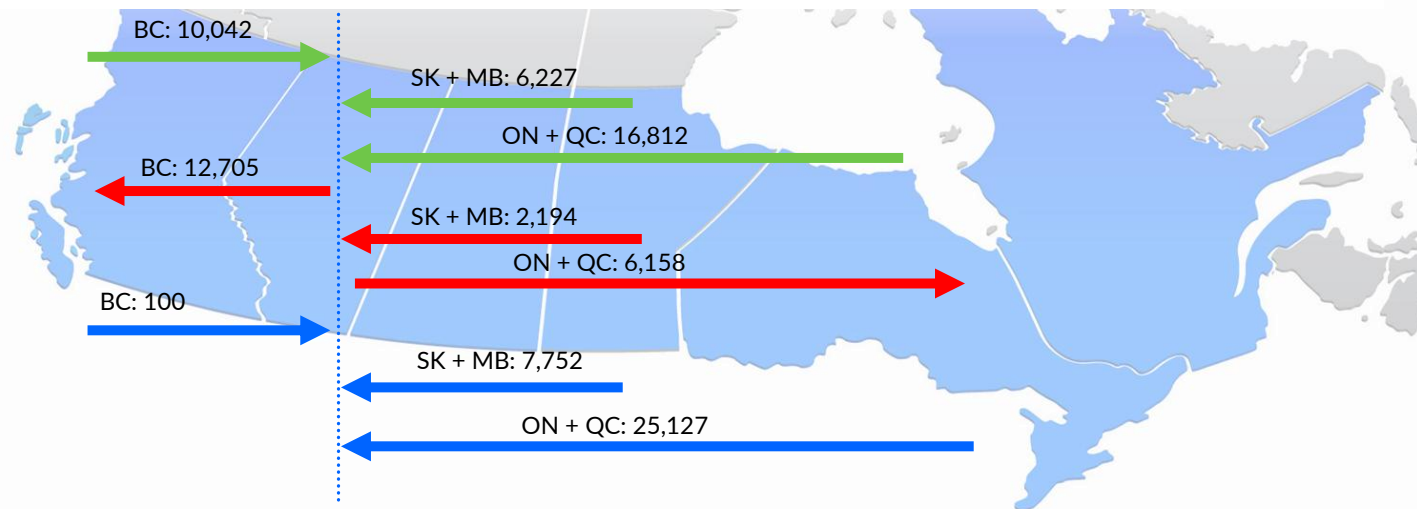 BC: 10,042
SK + MB: 6,227
ON + QC: 16,812
BC: 12,705
SK + MB: 2,194
ON + QC: 6,158
BC: 100
SK + MB: 7,752
ON + QC: 25,127